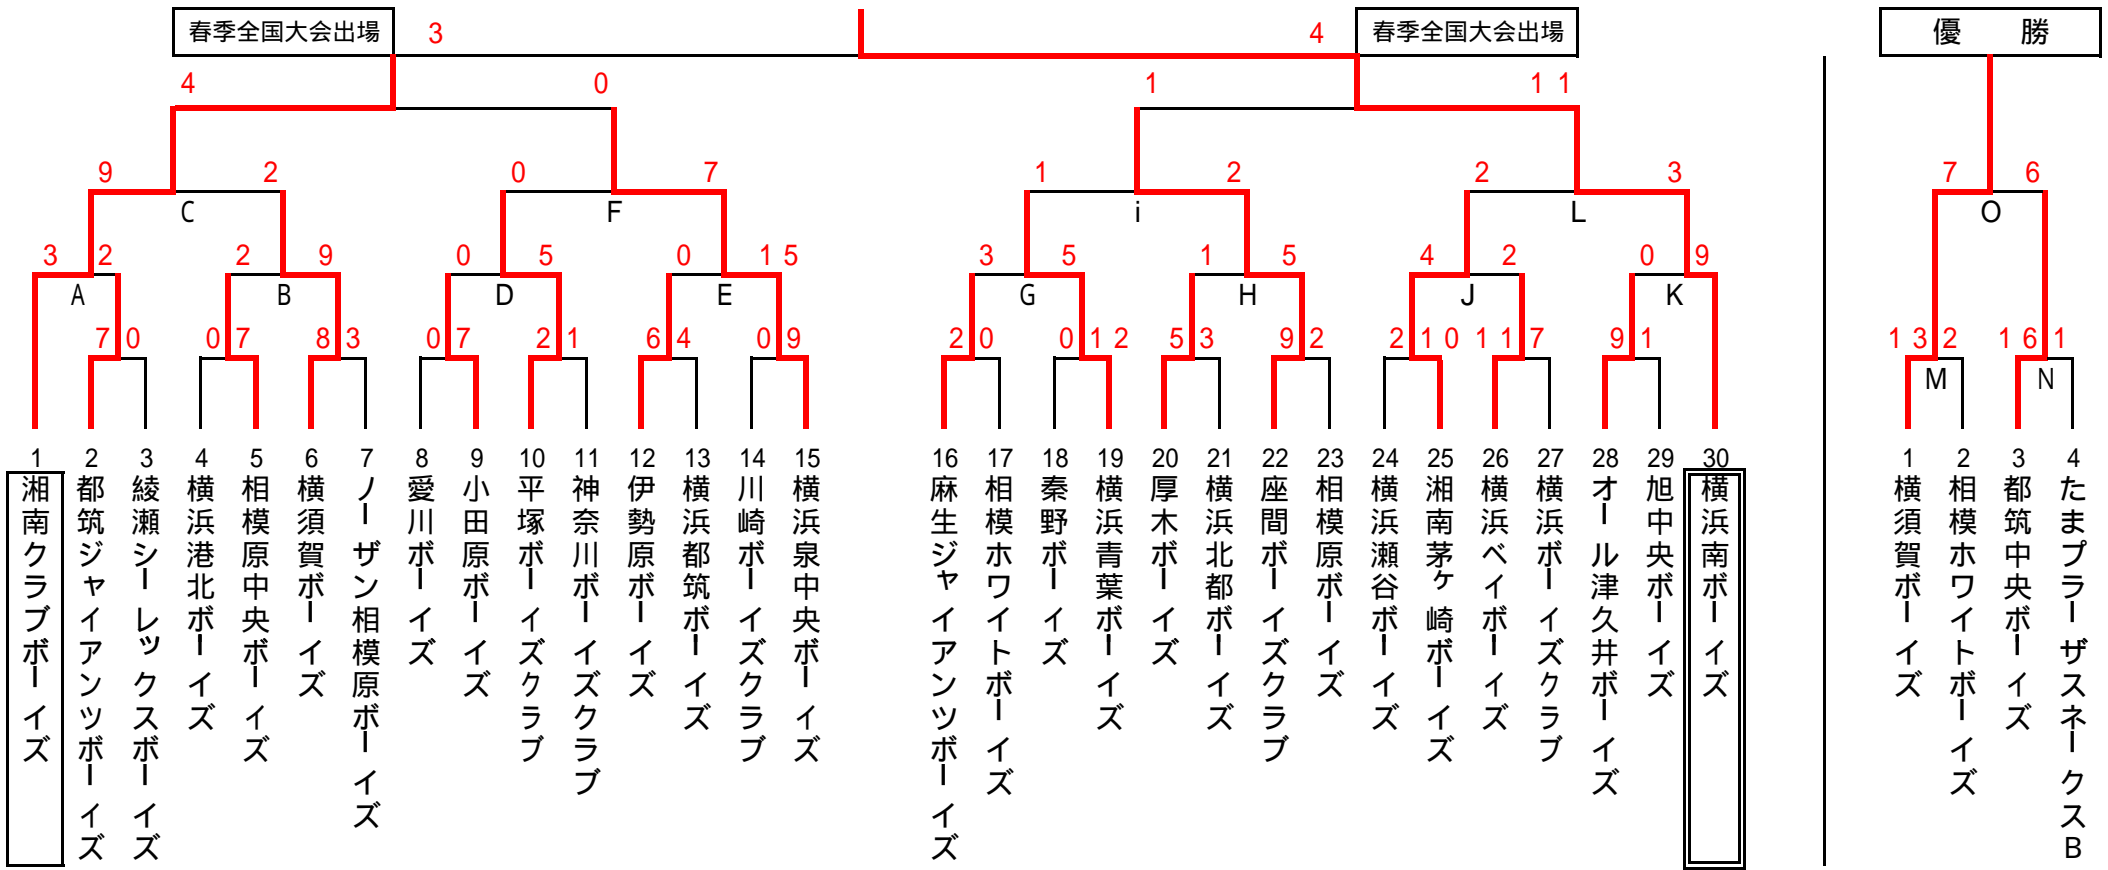 春季全国大会出場 3 4 春季全国大会出場 優 勝
4 0 1 11
9 2 0 7 1 2 2 3 7 6
C F i L O
3 2 2 9 0 5 0 15 3 5 1 5 4 2 0 9
A B D E G H J K
7 0 0 7 8 3 0 7 2 1 6 4 0 9 2 0 0 12 5 3 9 2 2 10 11 7 9 1 13 2 16 1
M N
1 湘南クラブボーイズ
2 都筑ジャイアンツボーイズ
3 綾瀬シーレックスボーイズ
4 横浜港北ボーイズ
5 相模原中央ボーイズ
6 横須賀ボーイズ
7 ノーザン相模原ボーイズ
8 愛川ボーイズ
9 小田原ボーイズ
10 平塚ボーイズクラブ
11 神奈川ボーイズクラブ
12 伊勢原ボーイズ
13 横浜都筑ボーイズ
14 川崎ボーイズクラブ
15 横浜泉中央ボーイズ
16 麻生ジャイアンツボーイズ
17 相模ホワイトボーイズ
18 秦野ボーイズ
19 横浜青葉ボーイズ
20 厚木ボーイズ
21 横浜北都ボーイズ
22 座間ボーイズクラブ
23 相模原ボーイズ
24 横浜瀬谷ボーイズ
25 湘南茅ヶ崎ボーイズ
26 横浜ベイボーイズ
27 横浜ボーイズクラブ
28 オール津久井ボーイズ
29 旭中央ボーイズ
30 横浜南ボーイズ
1 横須賀ボーイズ
2 相模ホワイトボーイズ
3 都筑中央ボーイズ
4 たまプラーザスネークスB